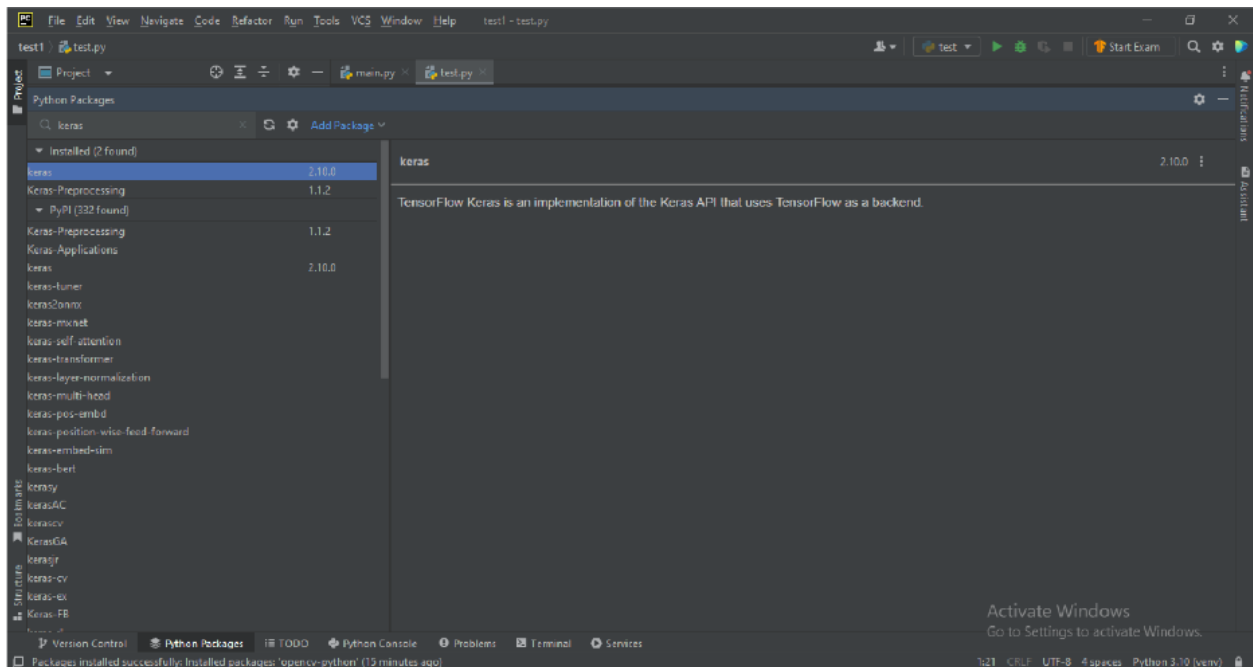 PC File Edit View Navigate Code Refactor Run Tools VCS Window Help test1 - test.py
test1 test.py test Start Exam
Project main.py test.py
Python Packages
keras Add Package
Installed (2 found)
keras 2.10.0
Keras-Preprocessing 1.1.2
PyPI (332 found)
Keras-Preprocessing 1.1.2
Keras-Applications
keras 2.10.0
keras-tuner
keras2onnx
keras-mxnet
keras-self-attention
keras-transformer
keras-layer-normalization
keras-multi-head
keras-pos-embd
keras-position-wise-feed-forward
keras-embed-sim
keras-bert
kerasy
kerasAC
kerascv
KerasGA
kerasjr
keras-cv
keras-ex
Keras-FB
keras 2.10.0
TensorFlow Keras is an implementation of the Keras API that uses TensorFlow as a backend.
Project
Bookmarks
Structure
Notifications
Assistant
Activate Windows
Go to Settings to activate Windows.
Version Control Python Packages TODO Python Console Problems Terminal Services
Packages installed successfully: Installed packages: 'opencv-python' (15 minutes ago) 1:21 CRLF UTF-8 4 spaces Python 3.10 (venv)